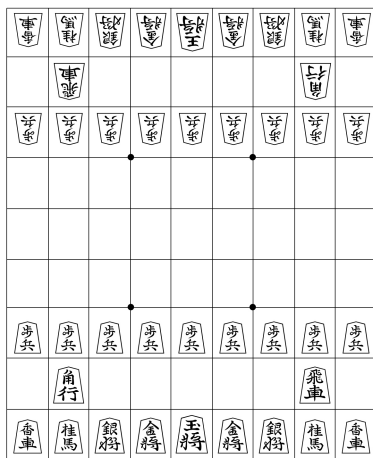 香車 桂馬 銀将 金将 王将 金将 銀将 桂馬 香車
飛車 角行
歩兵 歩兵 歩兵 歩兵 歩兵 歩兵 歩兵 歩兵 歩兵
歩兵 歩兵 歩兵 歩兵 歩兵 歩兵 歩兵 歩兵 歩兵
角行 飛車
香車 桂馬 銀将 金将 玉将 金将 銀将 桂馬 香車